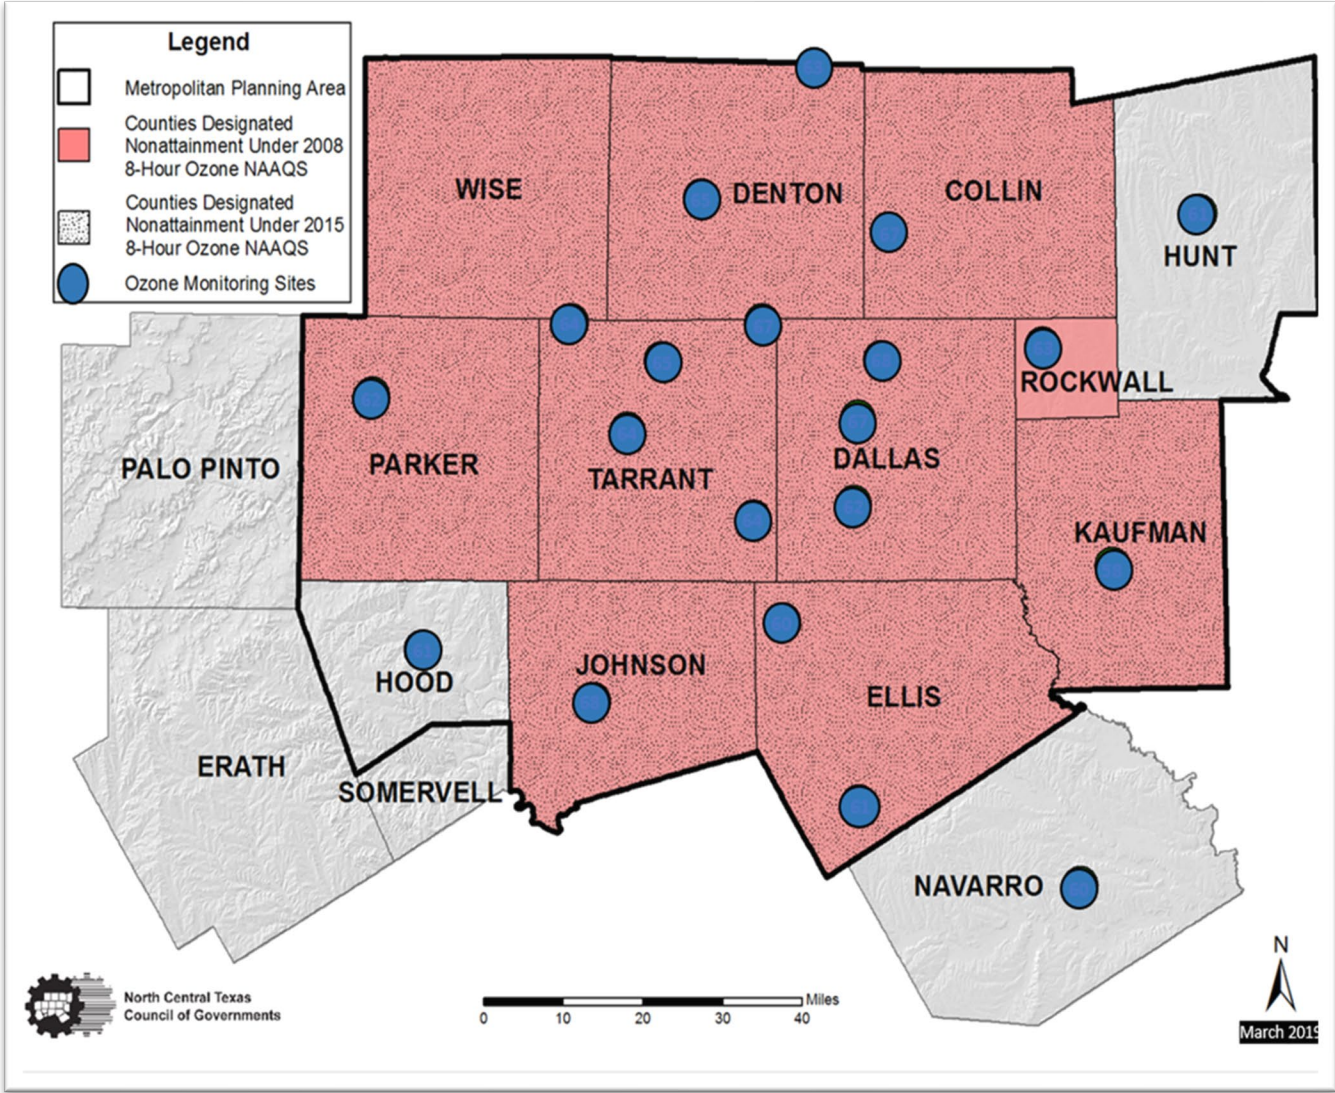 Legend
Metropolitan Planning Area
Counties Designated
Nonattainment Under 2008
8-Hour Ozone NAAQS
Counties Designated
Nonattainment Under 2015
8-Hour Ozone NAAQS
Ozone Monitoring Sites
WISE
DENTON
COLLIN
HUNT
ROCKWALL
PALO PINTO
PARKER
TARRANT
DALLAS
KAUFMAN
HOOD
JOHNSON
ELLIS
ERATH
SOMERVELL
NAVARRO
North Central Texas
Council of Governments
Miles
0 10 20 30 40
N
March 2019